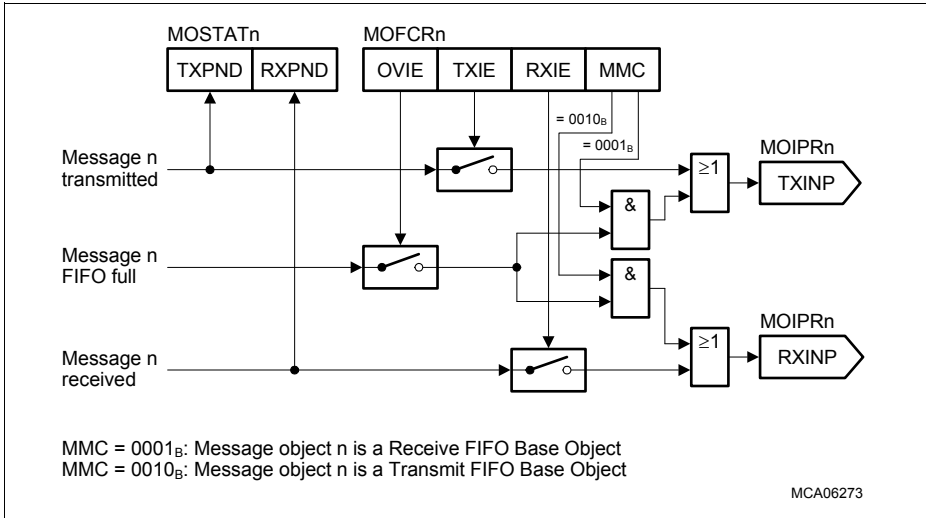 MOSTATn
MOFCRn
TXPND RXPND
OVIE TXIE RXIE MMC
= 0010B
= 0001B
Message n
transmitted
Message n
FIFO full
Message n
received
&
&
≥1
≥1
MOIPRn
TXINP
MOIPRn
RXINP
MMC = 0001B: Message object n is a Receive FIFO Base Object
MMC = 0010B: Message object n is a Transmit FIFO Base Object
MCA06273